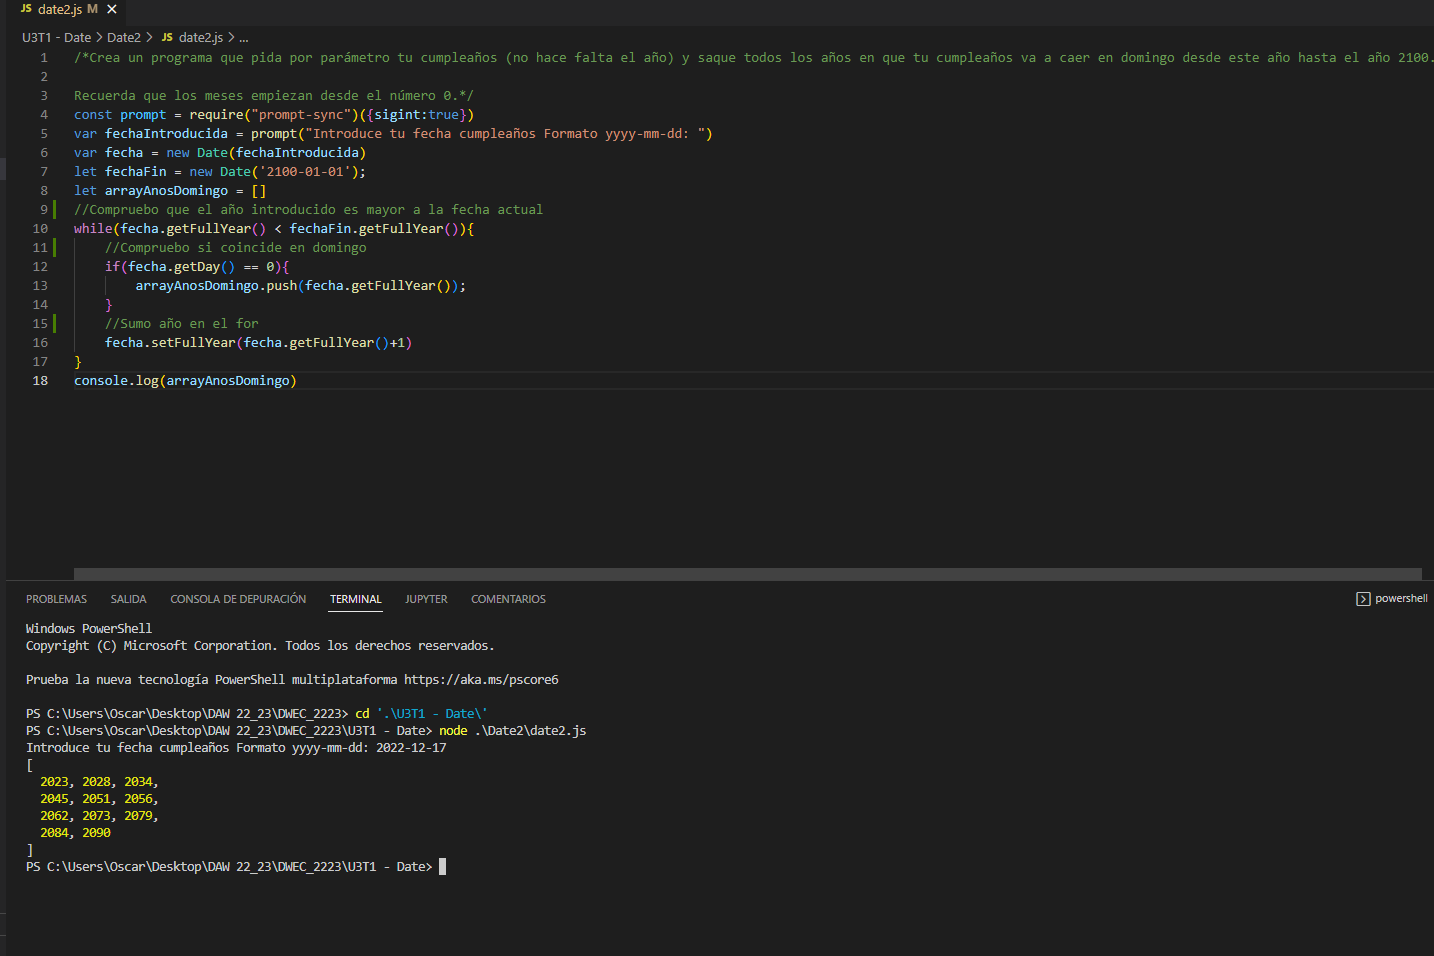 JS date2.js M
U3T1 - Date > Date2 > JS date2.js > ...
1 /*Crea un programa que pida por parámetro tu cumpleaños (no hace falta el año) y saque todos los años en que tu cumpleaños va a caer en domingo desde este año hasta el año 2100.
2
3 Recuerda que los meses empiezan desde el número 0.*/
4 const prompt = require("prompt-sync")({sigint:true})
5 var fechaIntroducida = prompt("Introduce tu fecha cumpleaños Formato yyyy-mm-dd: ")
6 var fecha = new Date(fechaIntroducida)
7 let fechaFin = new Date('2100-01-01');
8 let arrayAnosDomingo = []
9 //Compruebo que el año introducido es mayor a la fecha actual
10 while(fecha.getFullYear() < fechaFin.getFullYear()){
11 //Compruebo si coincide en domingo
12 if(fecha.getDay() == 0){
13 arrayAnosDomingo.push(fecha.getFullYear());
14 }
15 //Sumo año en el for
16 fecha.setFullYear(fecha.getFullYear()+1)
17 }
18 console.log(arrayAnosDomingo)
PROBLEMAS SALIDA CONSOLA DE DEPURACIÓN TERMINAL JUPYTER COMENTARIOS powershell
Windows PowerShell
Copyright (C) Microsoft Corporation. Todos los derechos reservados.
Prueba la nueva tecnología PowerShell multiplataforma https://aka.ms/pscore6
PS C:\Users\Oscar\Desktop\DAW 22_23\DWEC_2223> cd '.\U3T1 - Date\'
PS C:\Users\Oscar\Desktop\DAW 22_23\DWEC_2223\U3T1 - Date> node .\Date2\date2.js
Introduce tu fecha cumpleaños Formato yyyy-mm-dd: 2022-12-17
[
2023, 2028, 2034,
2045, 2051, 2056,
2062, 2073, 2079,
2084, 2090
]
PS C:\Users\Oscar\Desktop\DAW 22_23\DWEC_2223\U3T1 - Date>